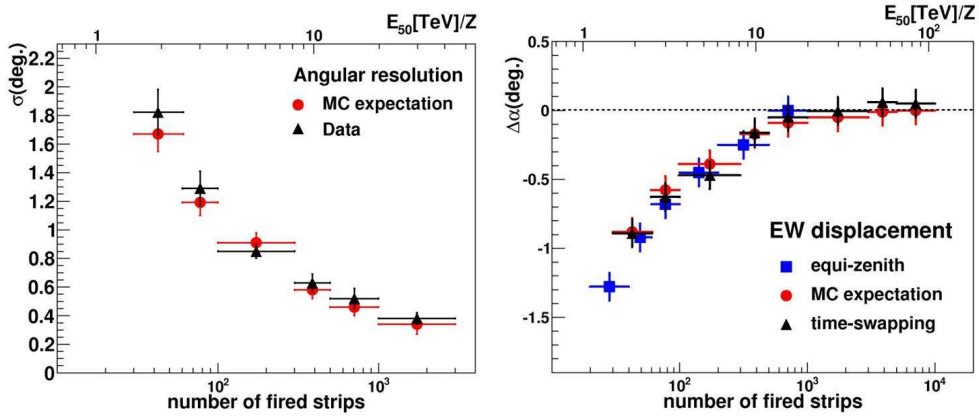 E50[TeV]/Z
1 10
σ(deg.)
2.2
2
1.8
1.6
1.4
1.2
1
0.8
0.6
0.4
0.2
0
Angular resolution
MC expectation
Data
10² 10³
number of fired strips
E50[TeV]/Z
1 10 10²
Δα(deg.)
0.5
0
-0.5
-1
-1.5
EW displacement
equi-zenith
MC expectation
time-swapping
10² 10³ 10⁴
number of fired strips